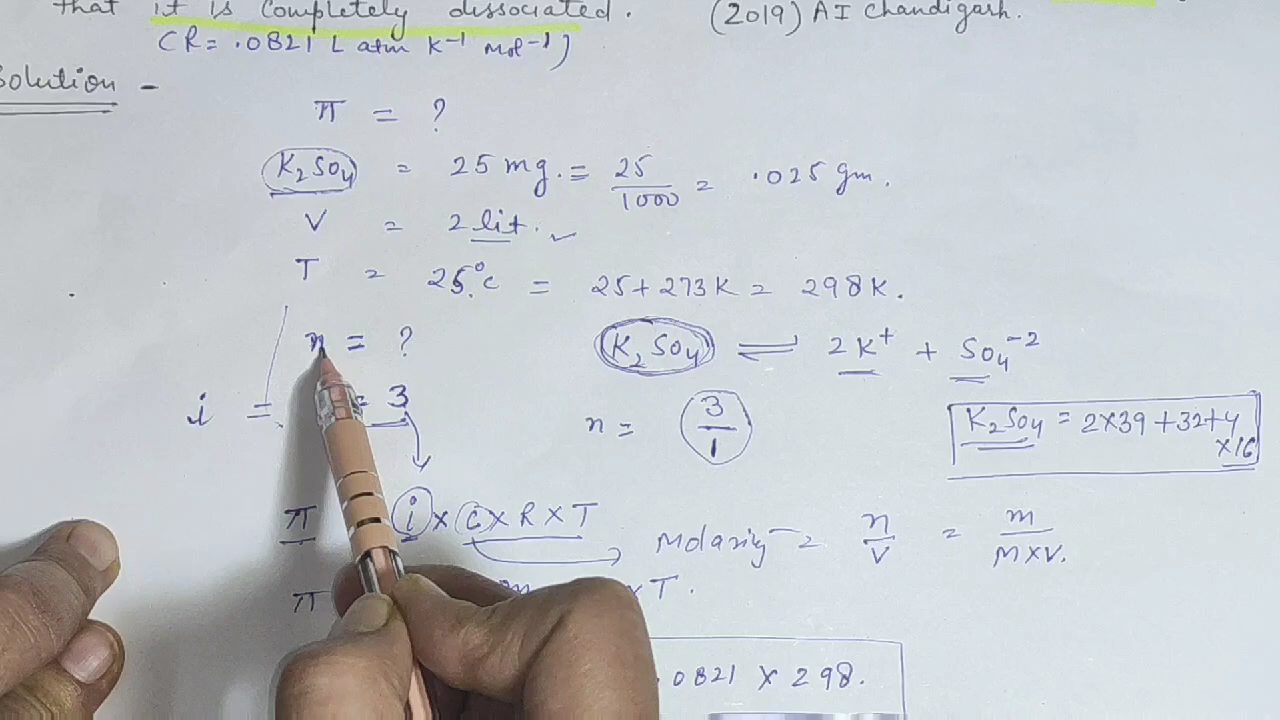 that it is completely dissociated. (2019) AI Chandigarh.
(R = .0821 L atm K⁻¹ mol⁻¹)
Solution -
π = ?
K₂SO₄ = 25 mg. = 25/1000 = .025 gm.
V = 2 lit.
T = 25°C = 25 + 273K = 298K.
n = ?
K₂SO₄ ⇌ 2K⁺ + SO₄⁻²
i = = 3
n = 3/1
K₂SO₄ = 2×39 + 32 + 4 ×16
π i × C × R × T
Molarity = n/V = m/M×V.
π × T.
.0821 × 298.